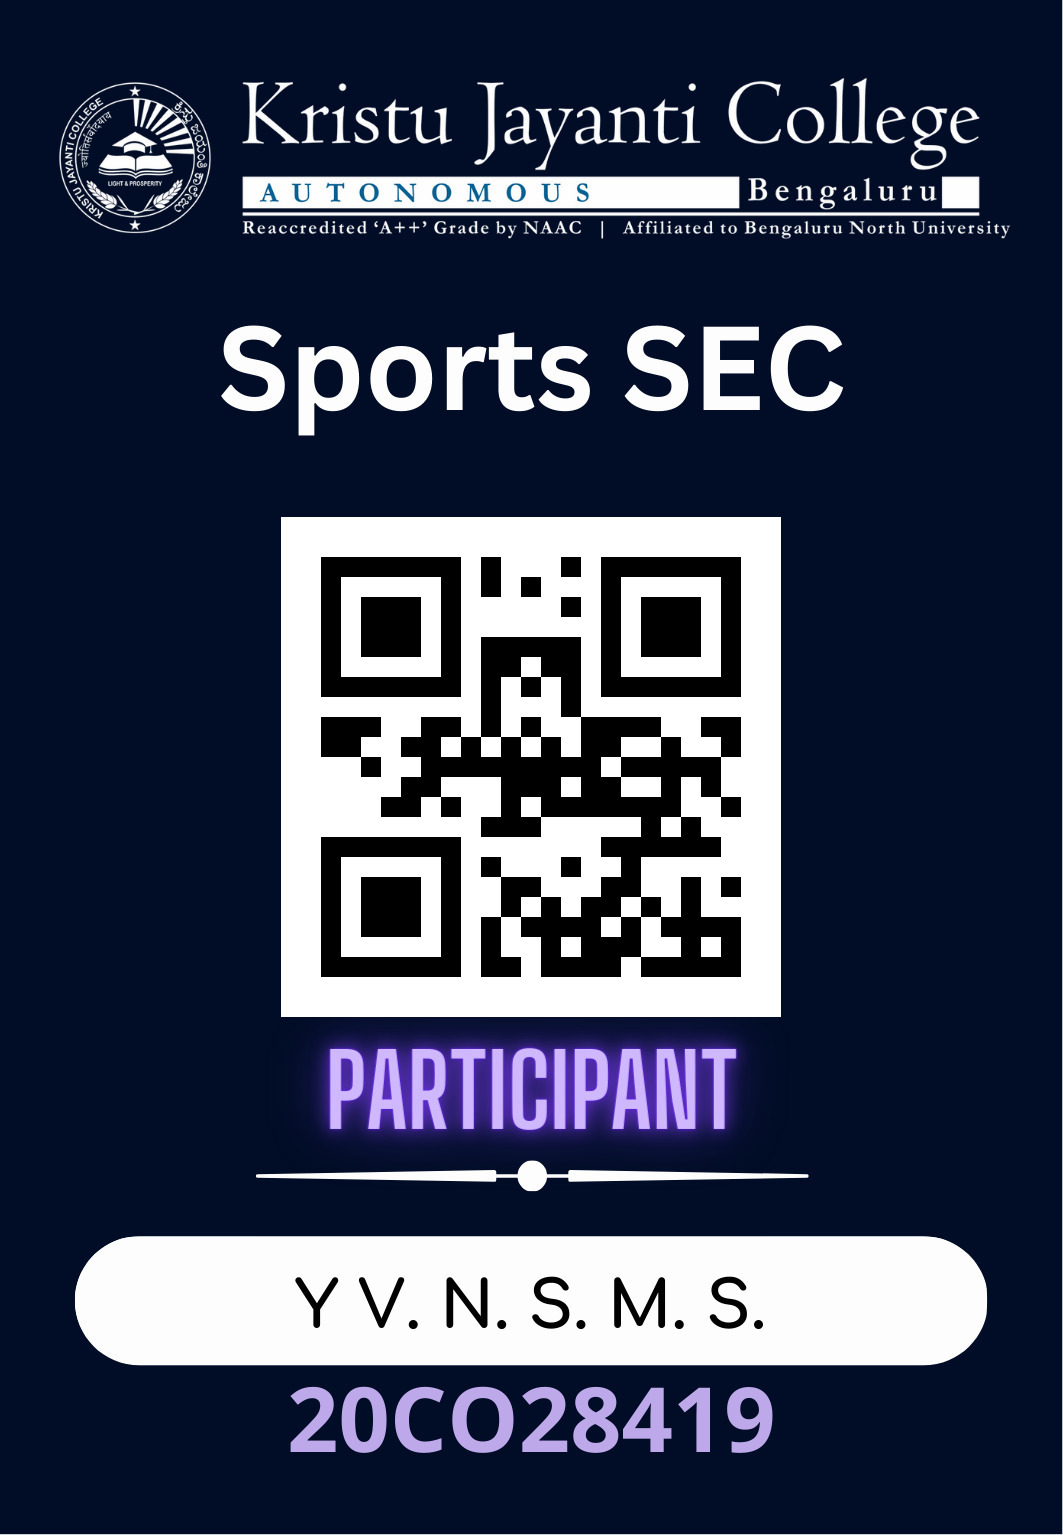 Kristu Jayanti College
AUTONOMOUS Bengaluru
Reaccredited ‘A++’ Grade by NAAC | Affiliated to Bengaluru North University
KRISTU JAYANTI COLLEGE
LIGHT & PROSPERITY
Sports SEC
PARTICIPANT
Y V. N. S. M. S.
20CO28419